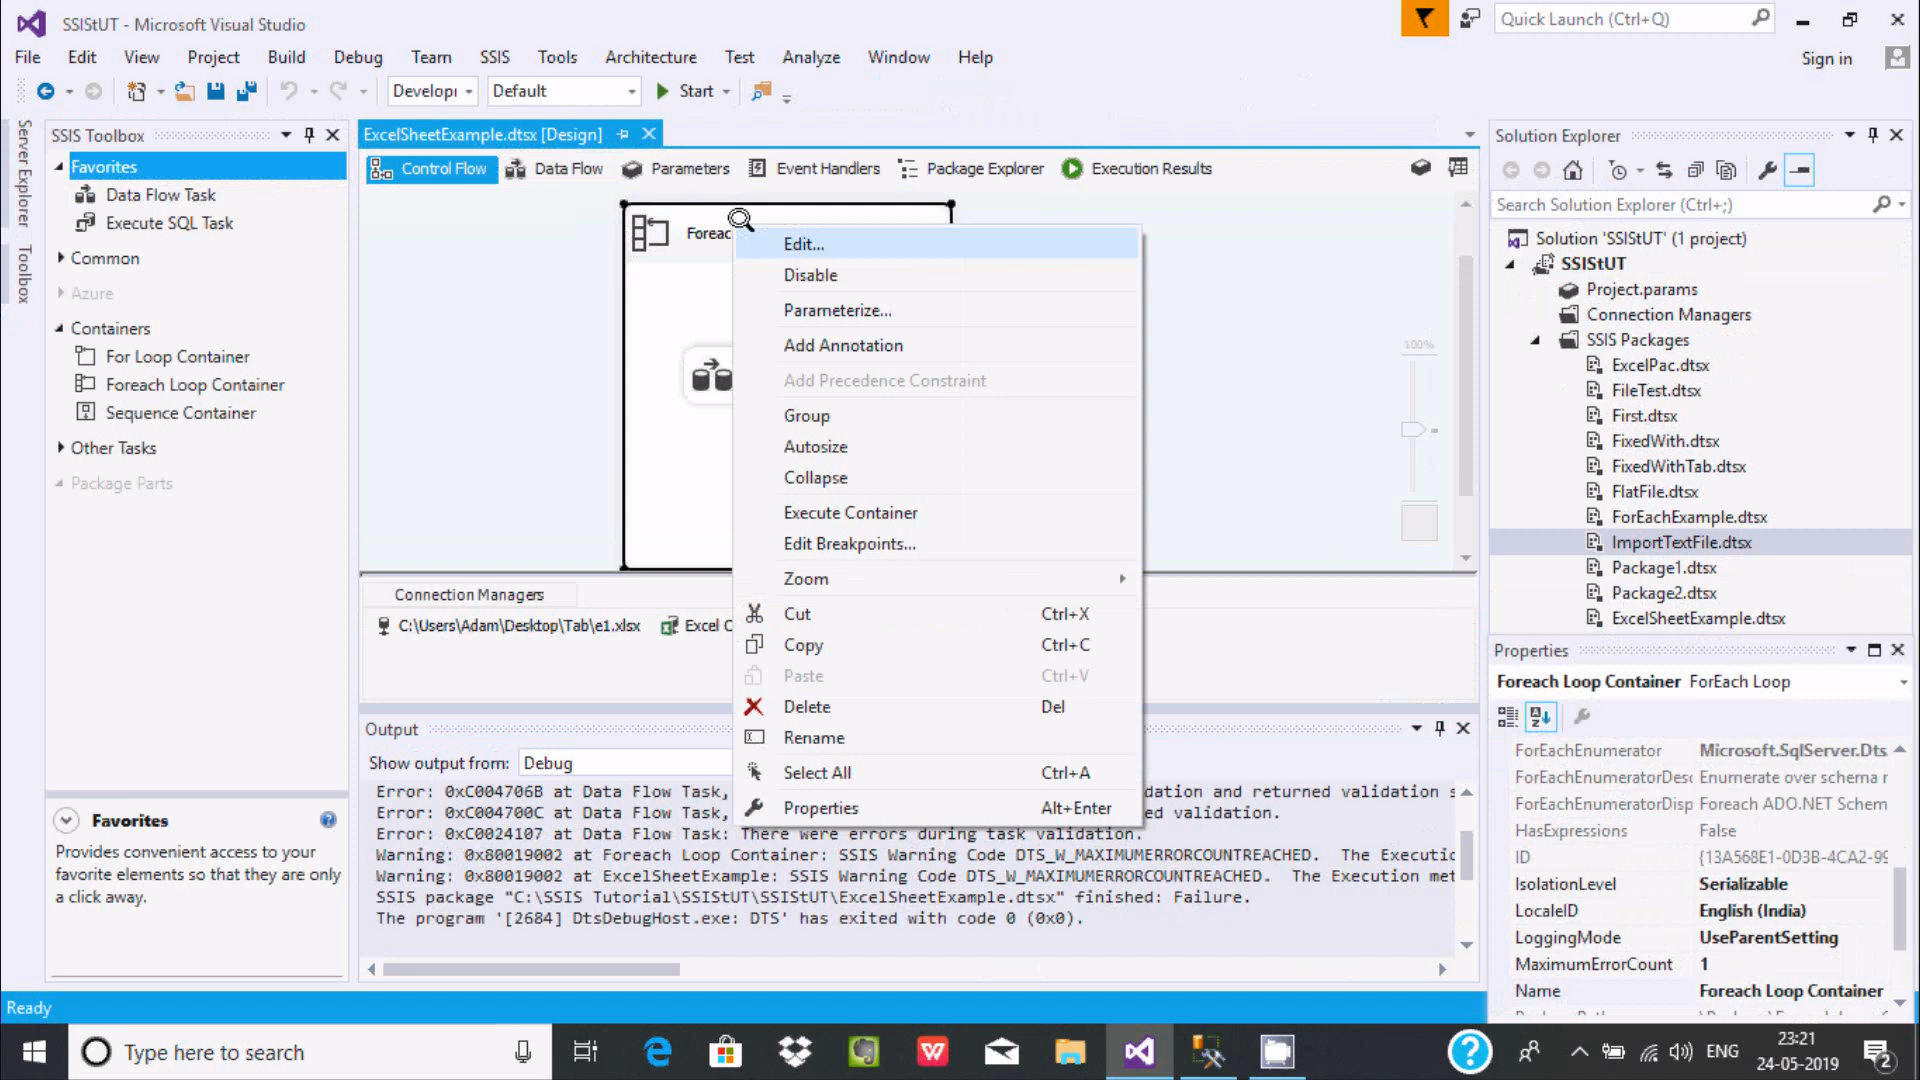 SSIStUT - Microsoft Visual Studio
Quick Launch (Ctrl+Q)
File Edit View Project Build Debug Team SSIS Tools Architecture Test Analyze Window Help
Sign in
Default
Start
Server Explorer
Toolbox
SSIS Toolbox
Favorites
Data Flow Task
Execute SQL Task
Common
Azure
Containers
For Loop Container
Foreach Loop Container
Sequence Container
Other Tasks
Package Parts
Favorites
Provides convenient access to your
favorite elements so that they are only
a click away.
ExcelSheetExample.dtsx [Design]
Control Flow Data Flow Parameters Event Handlers Package Explorer Execution Results
100%
Edit...
Disable
Parameterize...
Add Annotation
Add Precedence Constraint
Group
Autosize
Collapse
Execute Container
Edit Breakpoints...
Zoom
Cut Ctrl+X
Copy Ctrl+C
Paste Ctrl+V
Delete Del
Rename
Select All Ctrl+A
Properties Alt+Enter
Connection Managers
C:\Users\Adam\Desktop\Tab\e1.xlsx Excel
Output
Show output from: Debug
Error: 0xC004706B at Data Flow Task, and returned validation
Error: 0xC004700C at Data Flow Task, validation.
Error: 0xC0024107 at Data Flow Task: There were errors during task validation.
Warning: 0x80019002 at Foreach Loop Container: SSIS Warning Code DTS_W_MAXIMUMERRORCOUNTREACHED. The
Warning: 0x80019002 at ExcelSheetExample: SSIS Warning Code DTS_W_MAXIMUMERRORCOUNTREACHED. The Execution
SSIS package "C:\SSIS Tutorial\SSIStUT\SSIStUT\ExcelSheetExample.dtsx" finished: Failure.
The program '[2684] DtsDebugHost.exe: DTS' has exited with code 0 (0x0).
Solution Explorer
Search Solution Explorer (Ctrl+;)
Solution 'SSIStUT' (1 project)
SSIStUT
Project.params
Connection Managers
SSIS Packages
ExcelPac.dtsx
FileTest.dtsx
First.dtsx
FixedWith.dtsx
FixedWithTab.dtsx
FlatFile.dtsx
ForEachExample.dtsx
ImportTextFile.dtsx
Package1.dtsx
Package2.dtsx
ExcelSheetExample.dtsx
Properties
Foreach Loop Container ForEach Loop
ForEachEnumerator Microsoft.SqlServer.Dts
Enumerate over schema
Foreach ADO.NET Schem
HasExpressions False
ID {13A568E1-0D3B-4CA2-99
IsolationLevel Serializable
LocaleID English (India)
LoggingMode UseParentSetting
MaximumErrorCount 1
Name Foreach Loop Container
Ready
Type here to search
ENG
23:21
24-05-2019
2